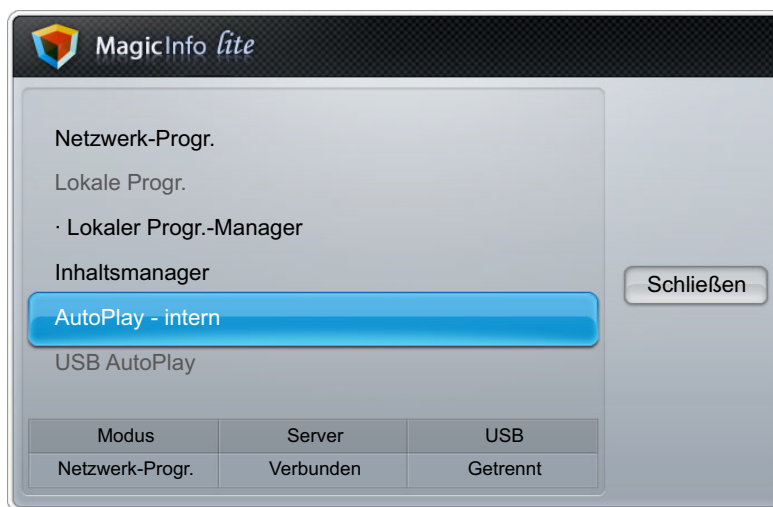 MagicInfo lite
Netzwerk-Progr.
Lokale Progr.
· Lokaler Progr.-Manager
Inhaltsmanager
AutoPlay - intern
USB AutoPlay
Schließen
Modus Server USB
Netzwerk-Progr. Verbunden Getrennt